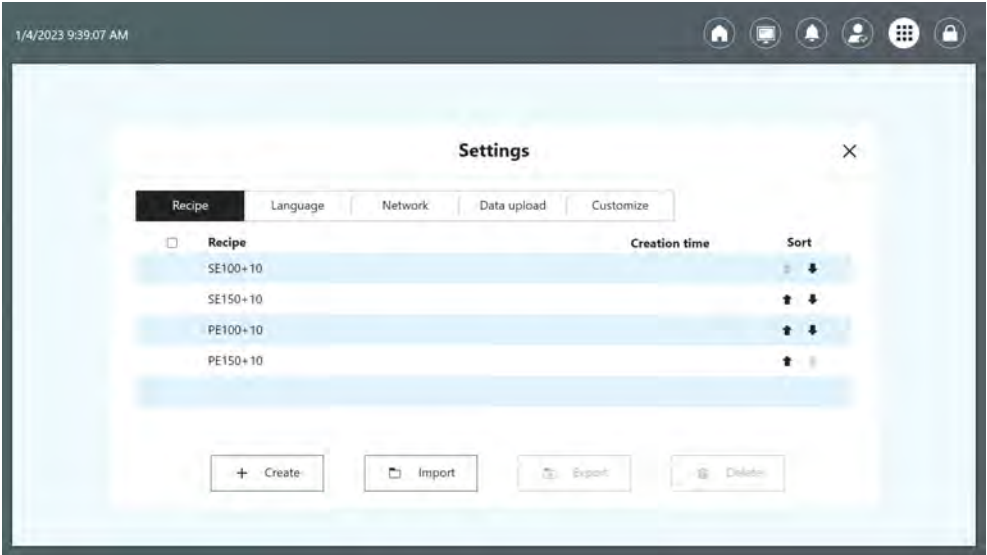 1/4/2023 9:39:07 AM
Settings
Recipe Language Network Data upload Customize
Recipe Creation time Sort
SE100+10
SE150+10
PE100+10
PE150+10
+ Create Import Export Delete